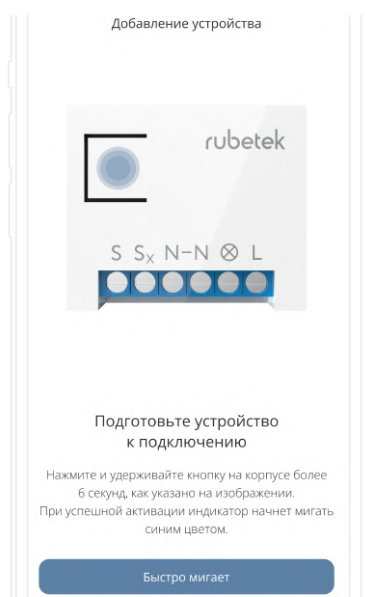 Добавление устройства
rubetek
S Sx N–N ⊗ L
Подготовьте устройство
к подключению
Нажмите и удерживайте кнопку на корпусе более
6 секунд, как указано на изображении.
При успешной активации индикатор начнет мигать
синим цветом.
Быстро мигает